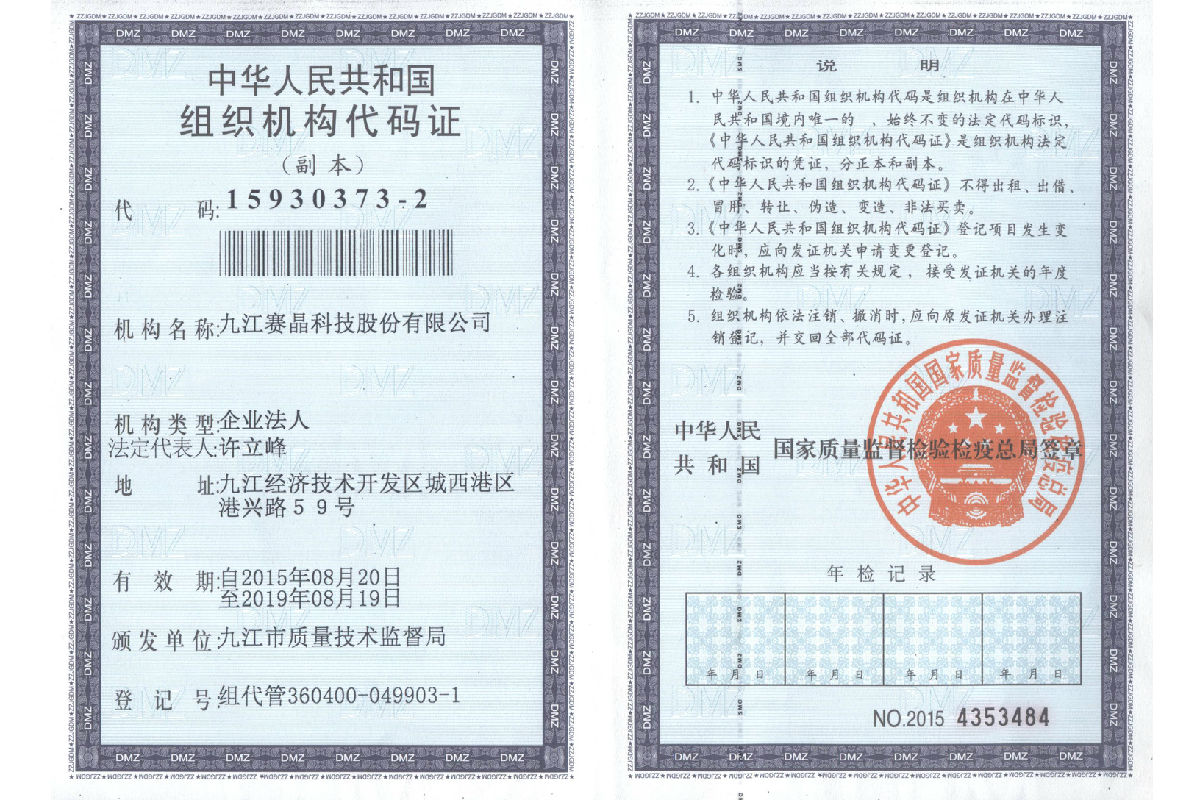 中华人民共和国
组织机构代码证
（副本）
代 码:15930373-2
机构名称:九江赛晶科技股份有限公司
机构类型:企业法人
法定代表人:许立峰
地 址:九江经济技术开发区城西港区
港兴路59号
有 效 期:自2015年08月20日
至2019年08月19日
颁发单位:九江市质量技术监督局
登 记 号:组代管360400-049903-1
说 明
1. 中华人民共和国组织机构代码是组织机构在中华人
民共和国境内唯一的 、始终不变的法定代码标识，
《中华人民共和国组织机构代码证》是组织机构法定
代码标识的凭证，分正本和副本。
2.《中华人民共和国组织机构代码证》不得出租、出借、
冒用、转让、伪造、变造、非法买卖。
3.《中华人民共和国组织机构代码证》登记项目发生变
化时，应向发证机关申请变更登记。
4. 各组织机构应当按有关规定，接受发证机关的年度
检验。
5. 组织机构依法注销、撤消时，应向原发证机关办理注
销登记，并交回全部代码证。
中华人民
共和国 国家质量监督检验检疫总局签章
中华人民共和国国家质量监督检验检疫总局
年检记录
年 月 日 年 月 日 年 月 日 年 月 日
NO.2015 4353484